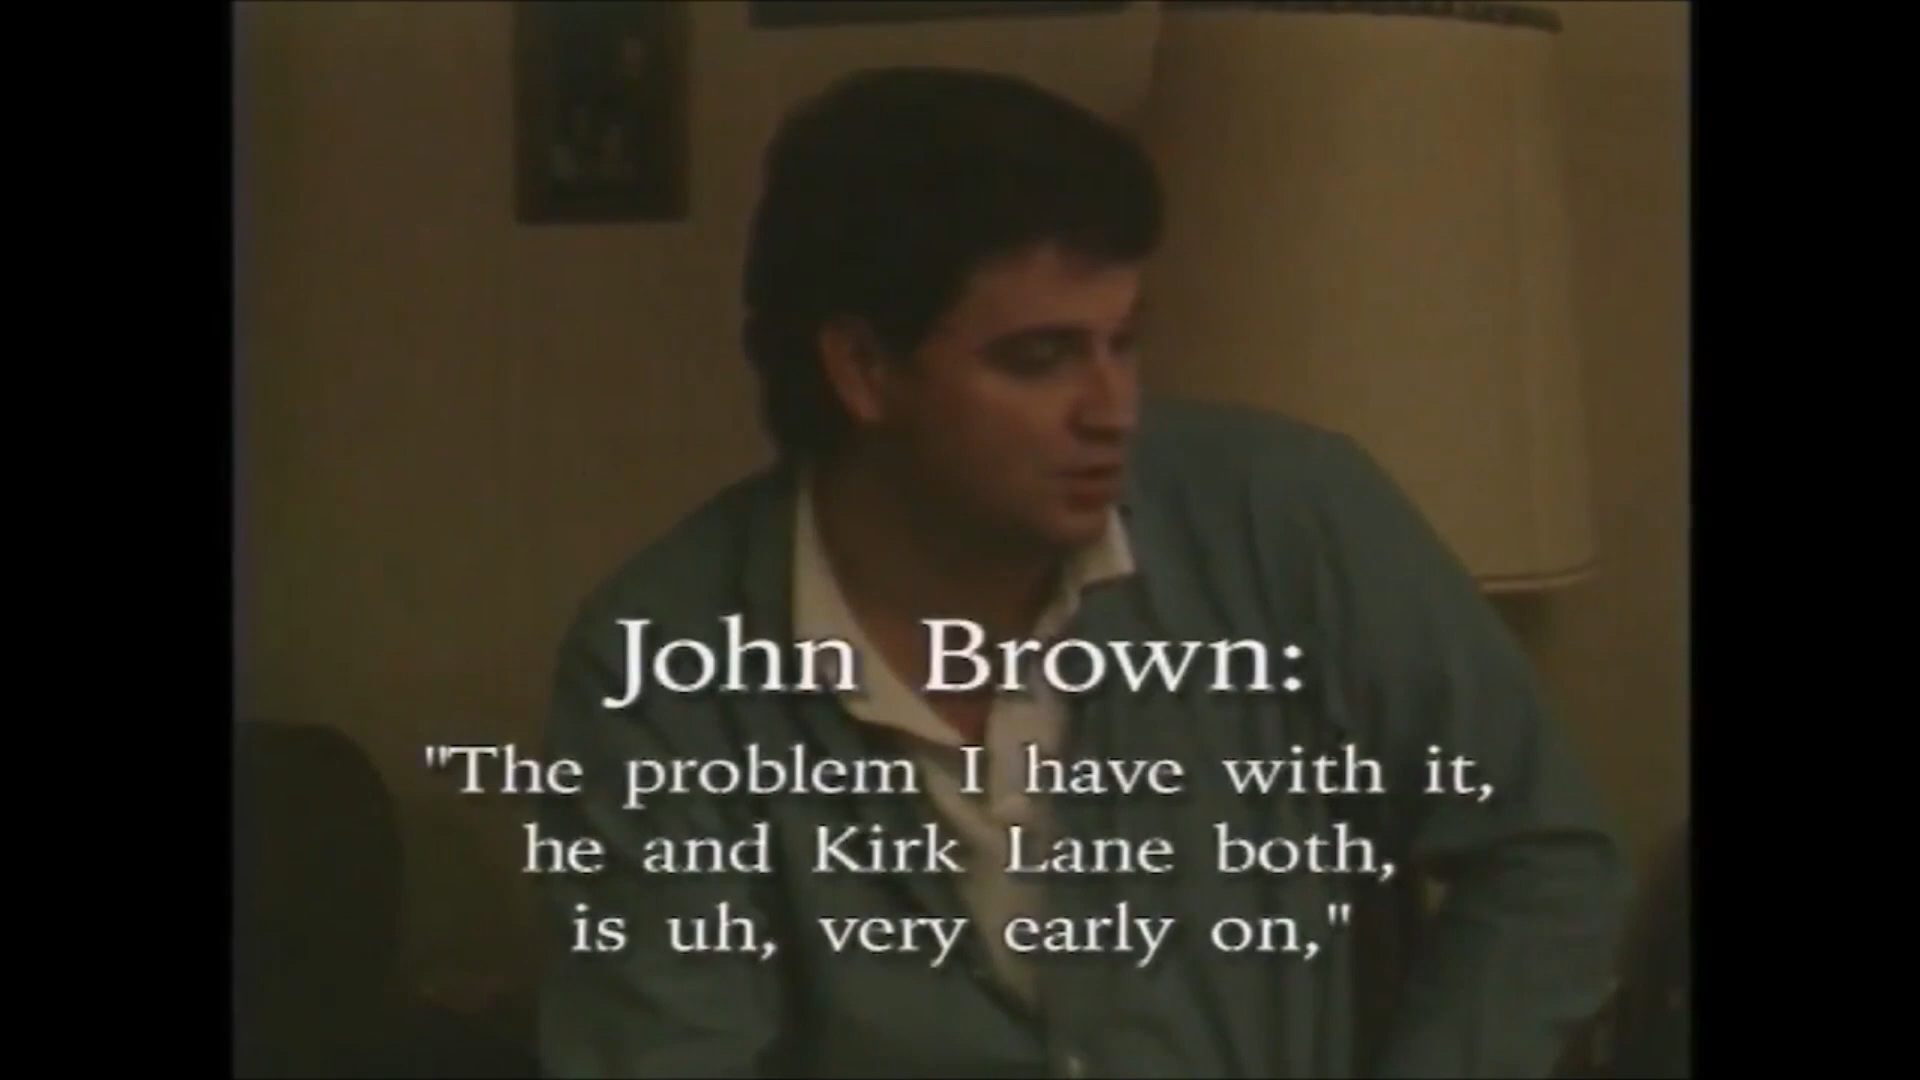 John Brown:
"The problem I have with it,
he and Kirk Lane both,
is uh, very early on,"